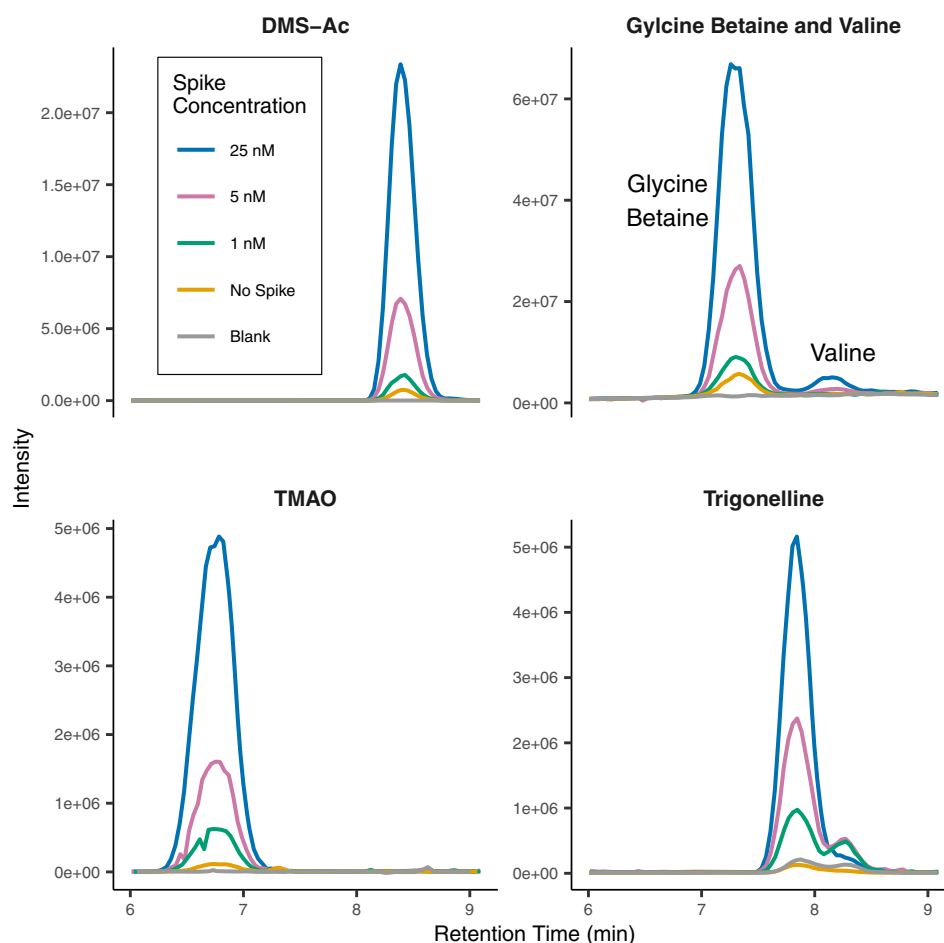 DMS−Ac
Gylcine Betaine and Valine
Spike
Concentration
25 nM
5 nM
1 nM
No Spike
Blank
2.0e+07
1.5e+07
1.0e+07
5.0e+06
0.0e+00
6e+07
4e+07
2e+07
0e+00
Glycine
Betaine
Valine
Intensity
TMAO
Trigonelline
5e+06
4e+06
3e+06
2e+06
1e+06
0e+00
6
7
8
9
5e+06
4e+06
3e+06
2e+06
1e+06
0e+00
6
7
8
9
Retention Time (min)